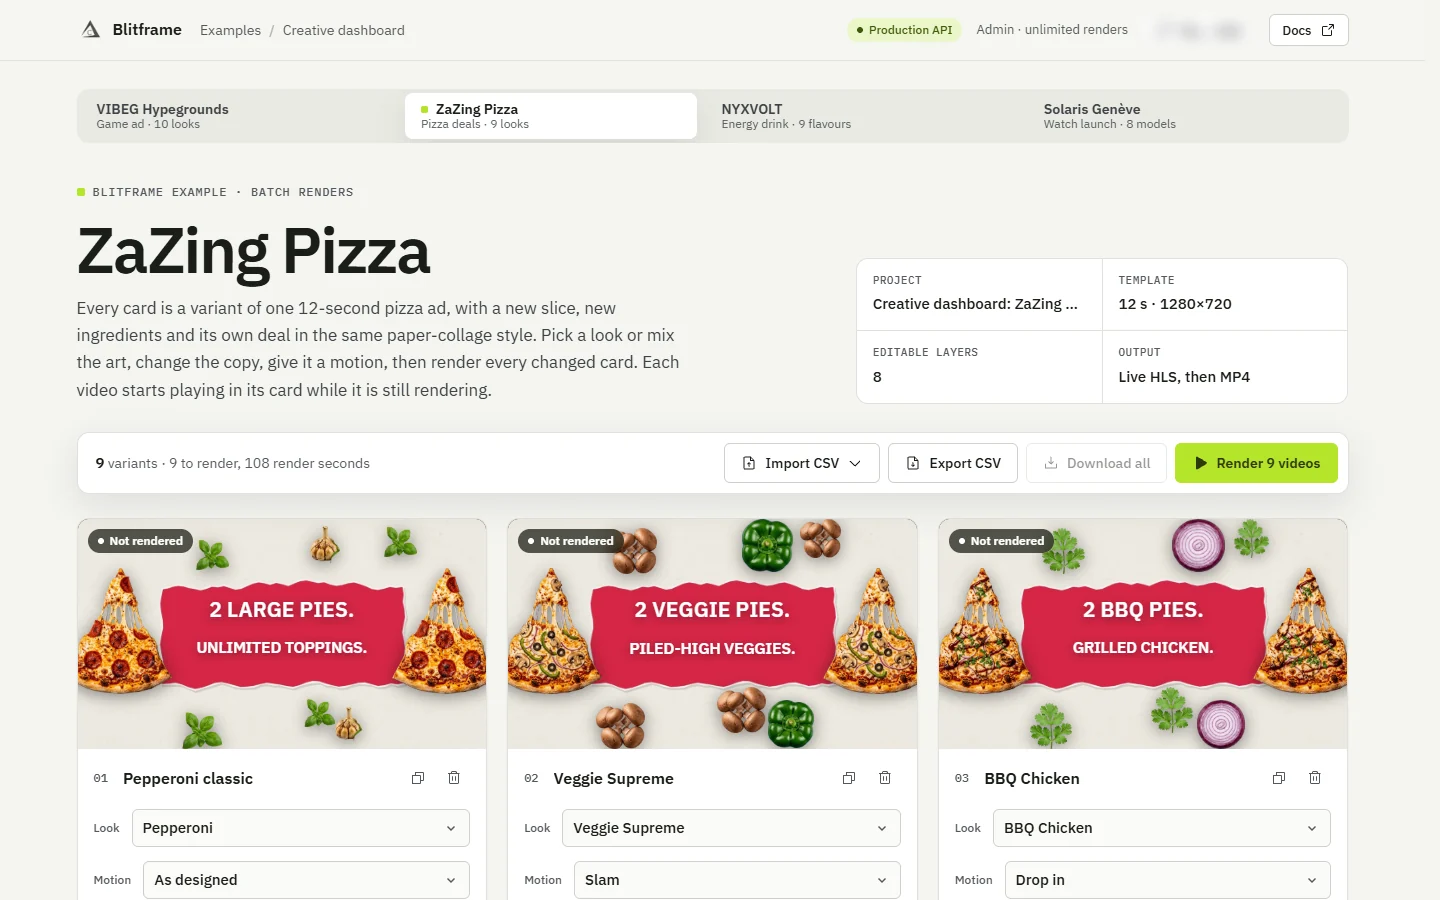 Blitframe
Examples / Creative dashboard
Production API
Admin · unlimited renders
Docs
VIBEG Hypegrounds
Game ad · 10 looks
ZaZing Pizza
Pizza deals · 9 looks
NYXVOLT
Energy drink · 9 flavours
Solaris Genève
Watch launch · 8 models
BLITFRAME EXAMPLE · BATCH RENDERS
ZaZing Pizza
Every card is a variant of one 12-second pizza ad, with a new slice, new
ingredients and its own deal in the same paper-collage style. Pick a look or mix
the art, change the copy, give it a motion, then render every changed card. Each
video starts playing in its card while it is still rendering.
PROJECT
Creative dashboard: ZaZing ...
TEMPLATE
12 s · 1280×720
EDITABLE LAYERS
8
OUTPUT
Live HLS, then MP4
9 variants · 9 to render, 108 render seconds
Import CSV
Export CSV
Download all
Render 9 videos
Not rendered
2 LARGE PIES.
UNLIMITED TOPPINGS.
01 Pepperoni classic
Look Pepperoni
Motion As designed
Not rendered
2 VEGGIE PIES.
PILED-HIGH VEGGIES.
02 Veggie Supreme
Look Veggie Supreme
Motion Slam
Not rendered
2 BBQ PIES.
GRILLED CHICKEN.
03 BBQ Chicken
Look BBQ Chicken
Motion Drop in